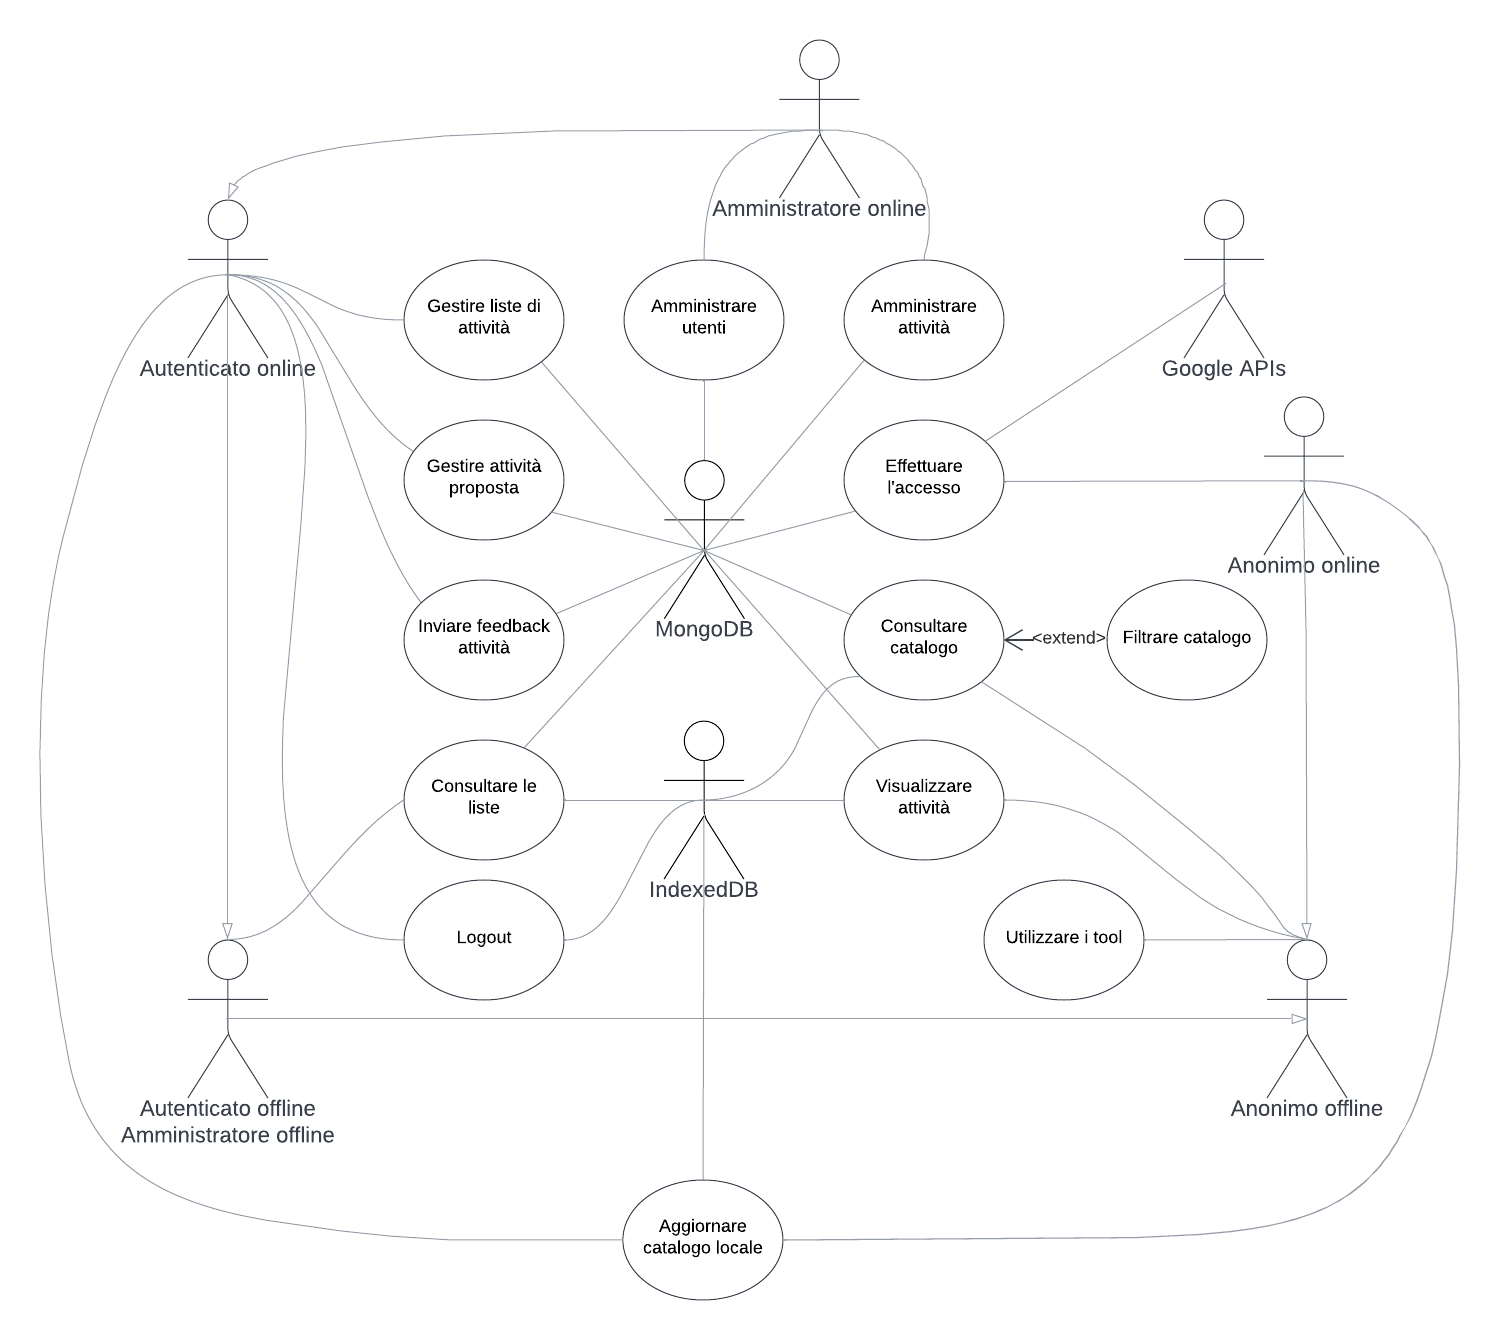 Amministratore online
Gestire liste di
attività
Amministrare
utenti
Amministrare
attività
Autenticato online
Google APIs
Gestire attività
proposta
Effettuare
l'accesso
Anonimo online
Inviare feedback
attività
MongoDB
Consultare
catalogo
<extend>
Filtrare catalogo
Consultare le
liste
Visualizzare
attività
IndexedDB
Logout
Utilizzare i tool
Autenticato offline
Amministratore offline
Anonimo offline
Aggiornare
catalogo locale